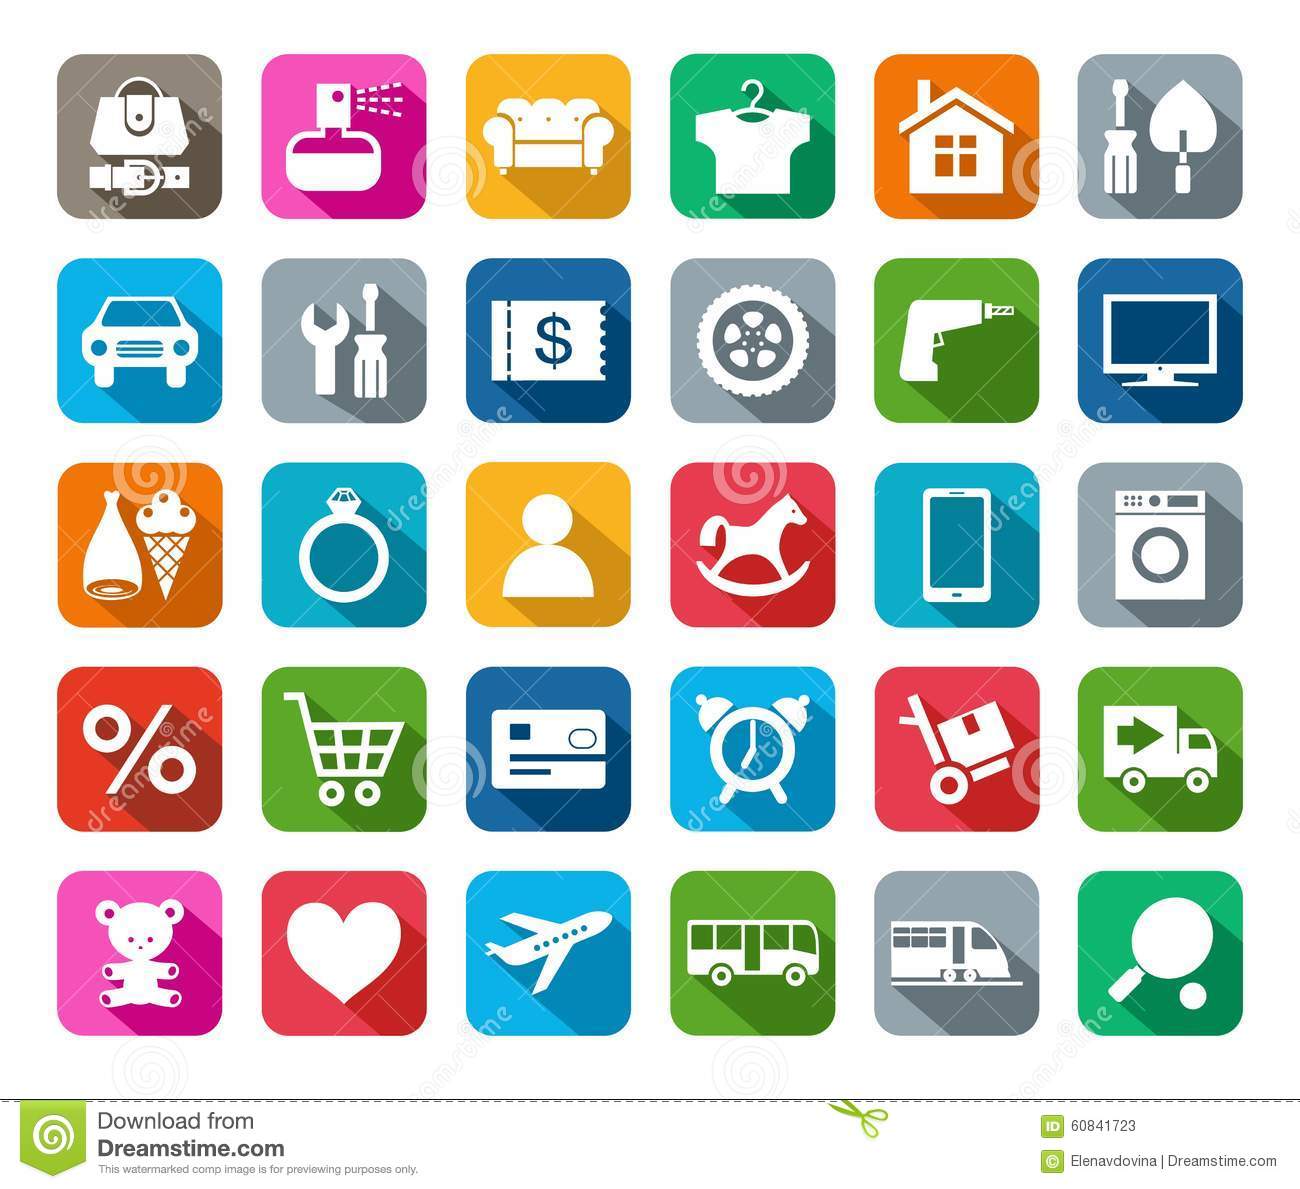 $
%
Download from
Dreamstime.com
This watermarked comp image is for previewing purposes only.
ID 60841723
© Elenavdovina | Dreamstime.com